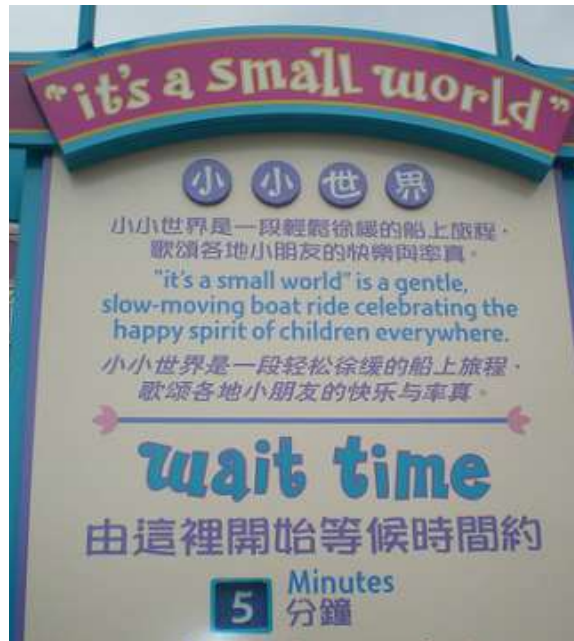 "it's a small world"
小小世界
小小世界是一段輕鬆徐緩的船上旅程，
歌頌各地小朋友的快樂與率真。
"it's a small world" is a gentle,
slow-moving boat ride celebrating the
happy spirit of children everywhere.
小小世界是一段轻松徐缓的船上旅程，
歌颂各地小朋友的快乐与率真。
wait time
由這裡開始等候時間約
5 Minutes
分鐘